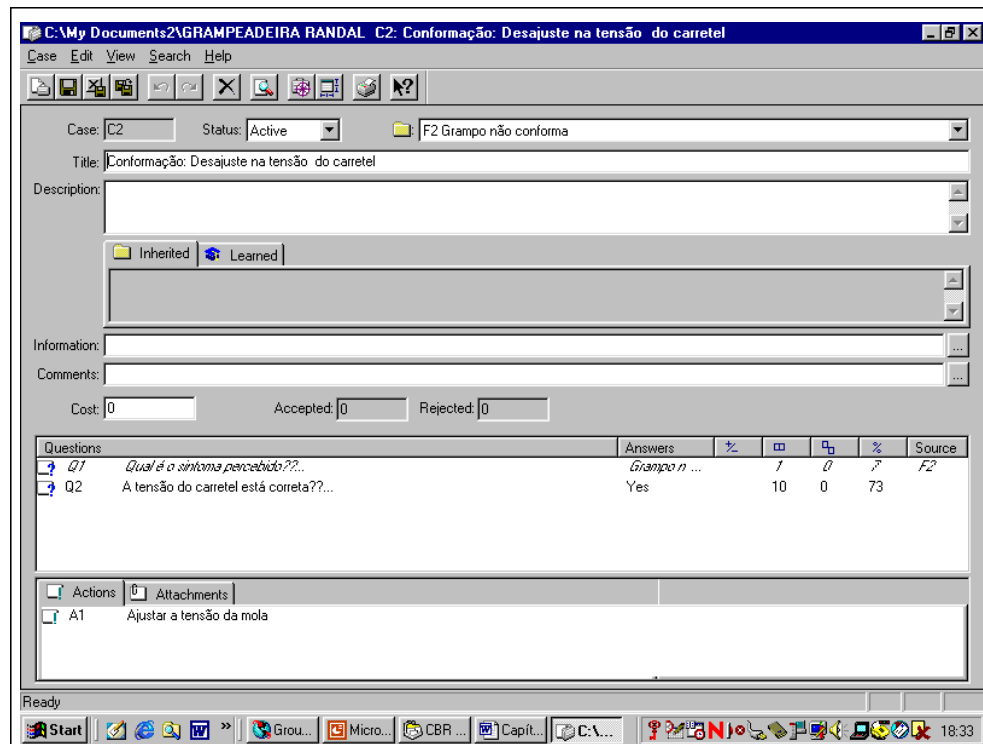 C:\My Documents2\GRAMPEADEIRA RANDAL C2: Conformação: Desajuste na tensão do carretel
Case Edit View Search Help
Case: C2 Status: Active : F2 Grampo não conforma
Title: Conformação: Desajuste na tensão do carretel
Description:
Inherited Learned
Information: ...
Comments: ...
Cost: 0 Accepted: 0 Rejected: 0
Questions Answers +/- % Source
Q1 Qual é o sintoma percebido??... Grampo n ... 1 0 7 F2
Q2 A tensão do carretel está correta??... Yes 10 0 73
Actions Attachments
A1 Ajustar a tensão da mola
Ready
Start W » Grou... Micro... CBR ... Capít... C:\... N 18:33